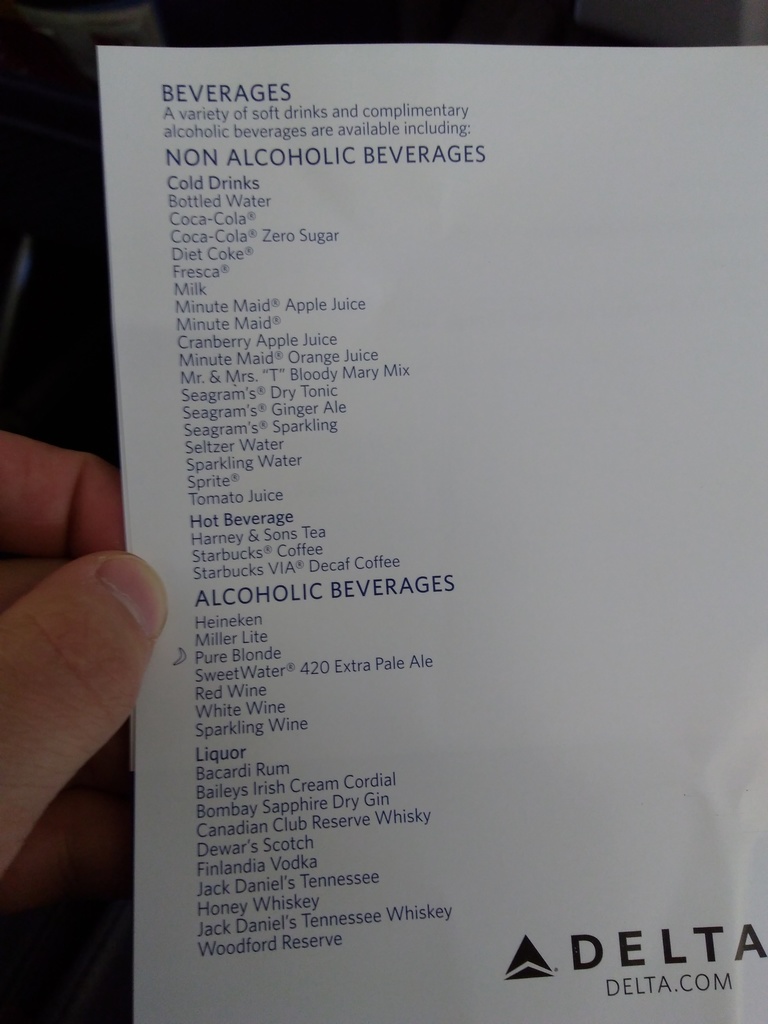 BEVERAGES
A variety of soft drinks and complimentary
alcoholic beverages are available including:
NON ALCOHOLIC BEVERAGES
Cold Drinks
Bottled Water
Coca-Cola®
Coca-Cola® Zero Sugar
Diet Coke®
Fresca®
Milk
Minute Maid® Apple Juice
Minute Maid®
Cranberry Apple Juice
Minute Maid® Orange Juice
Mr. & Mrs. "T" Bloody Mary Mix
Seagram's® Dry Tonic
Seagram's® Ginger Ale
Seagram's® Sparkling
Seltzer Water
Sparkling Water
Sprite®
Tomato Juice
Hot Beverage
Harney & Sons Tea
Starbucks® Coffee
Starbucks VIA® Decaf Coffee
ALCOHOLIC BEVERAGES
Heineken
Miller Lite
Pure Blonde
SweetWater® 420 Extra Pale Ale
Red Wine
White Wine
Sparkling Wine
Liquor
Bacardi Rum
Baileys Irish Cream Cordial
Bombay Sapphire Dry Gin
Canadian Club Reserve Whisky
Dewar's Scotch
Finlandia Vodka
Jack Daniel's Tennessee
Honey Whiskey
Jack Daniel's Tennessee Whiskey
Woodford Reserve
DELTA
DELTA.COM